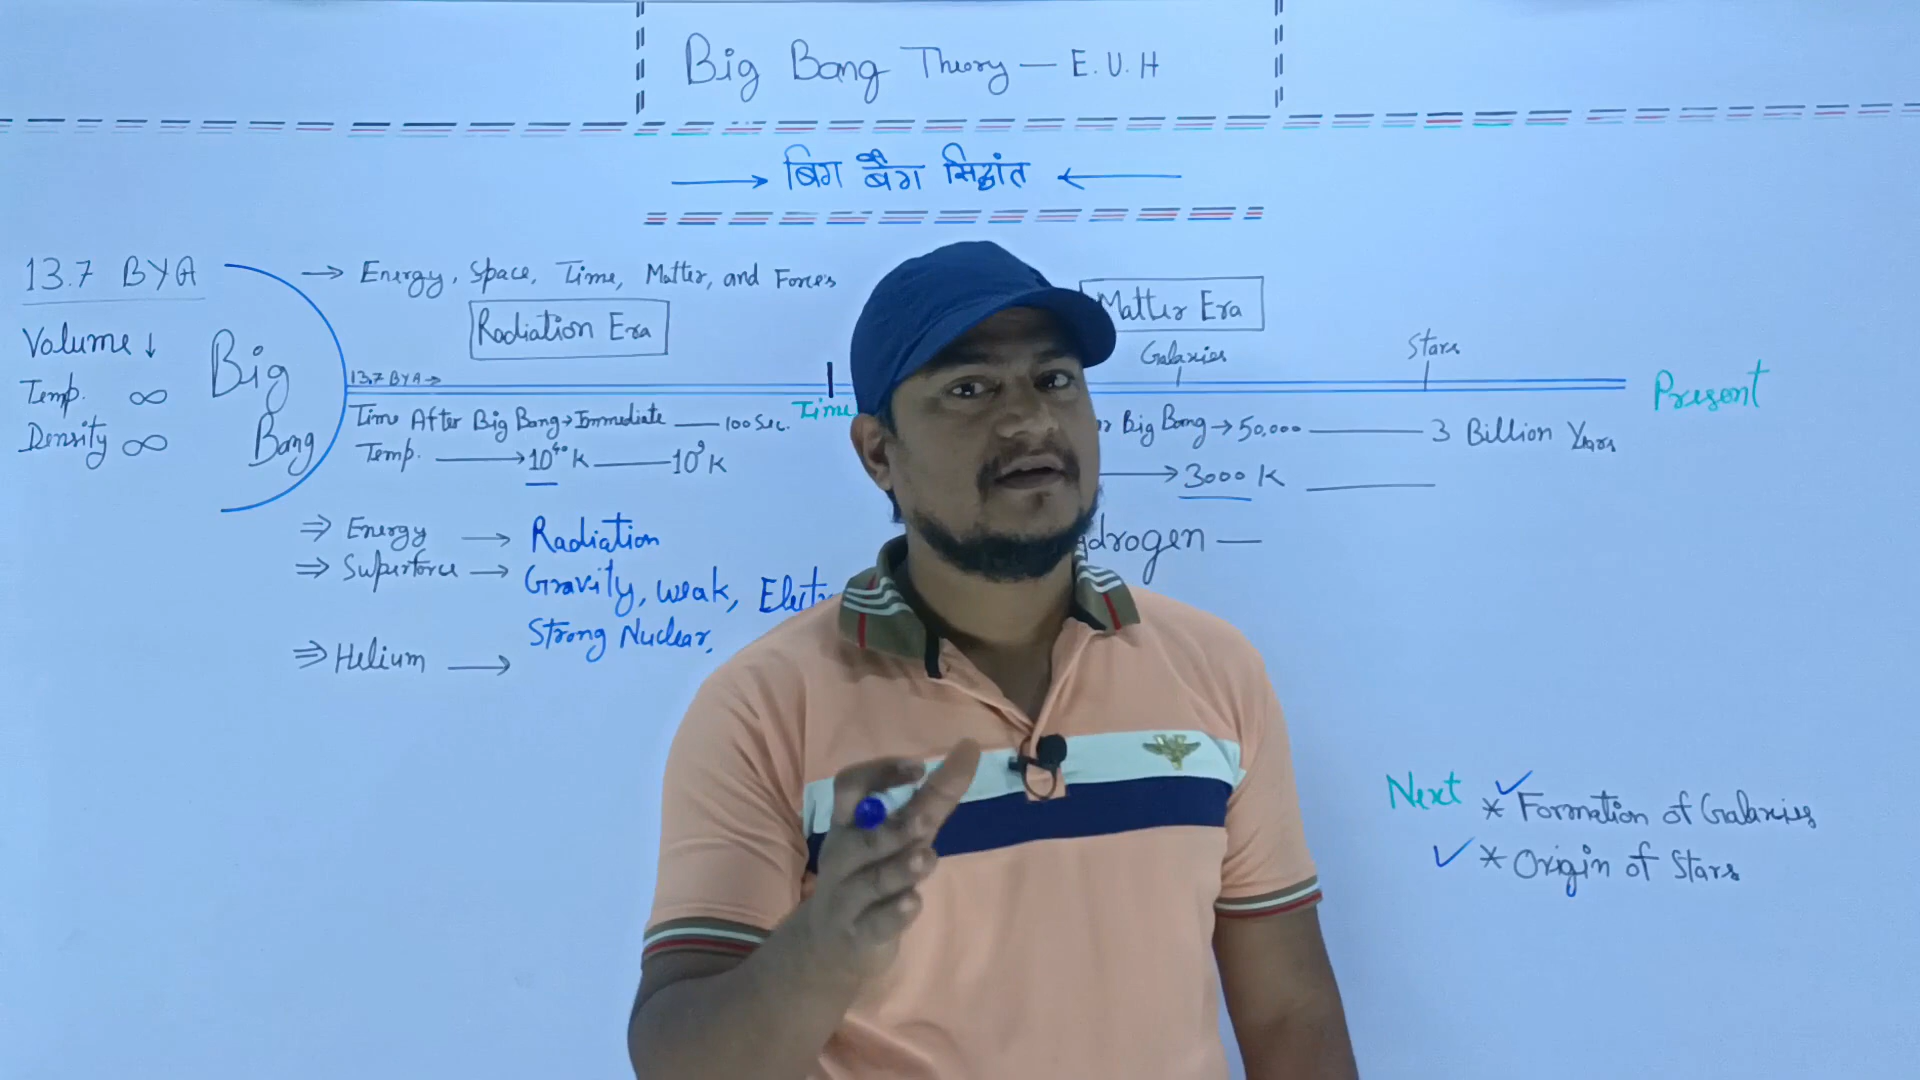 Big Bang Theory — E. U. H
→ बिग बैंग सिद्धांत ←
13.7 BYA
Volume ↓
Temp. ∞
Density ∞
Big
Bang
→ Energy, Space, Time, Matter, and Forces
Radiation Era
13.7 BYA →
Time After Big Bang → Immediate — 100 Sec.
Temp. → 10⁴⁰ K — 10⁹ K
Time
Matter Era
Galaxies
Stars
Present
Big Bang → 50,000 — 3 Billion Years
→ 3000 K —
drogen —
⇒ Energy → Radiation
⇒ Superforce → Gravity, weak, Electr
Strong Nuclear,
⇒ Helium →
Next * Formation of Galaxies
✓ * Origin of Stars